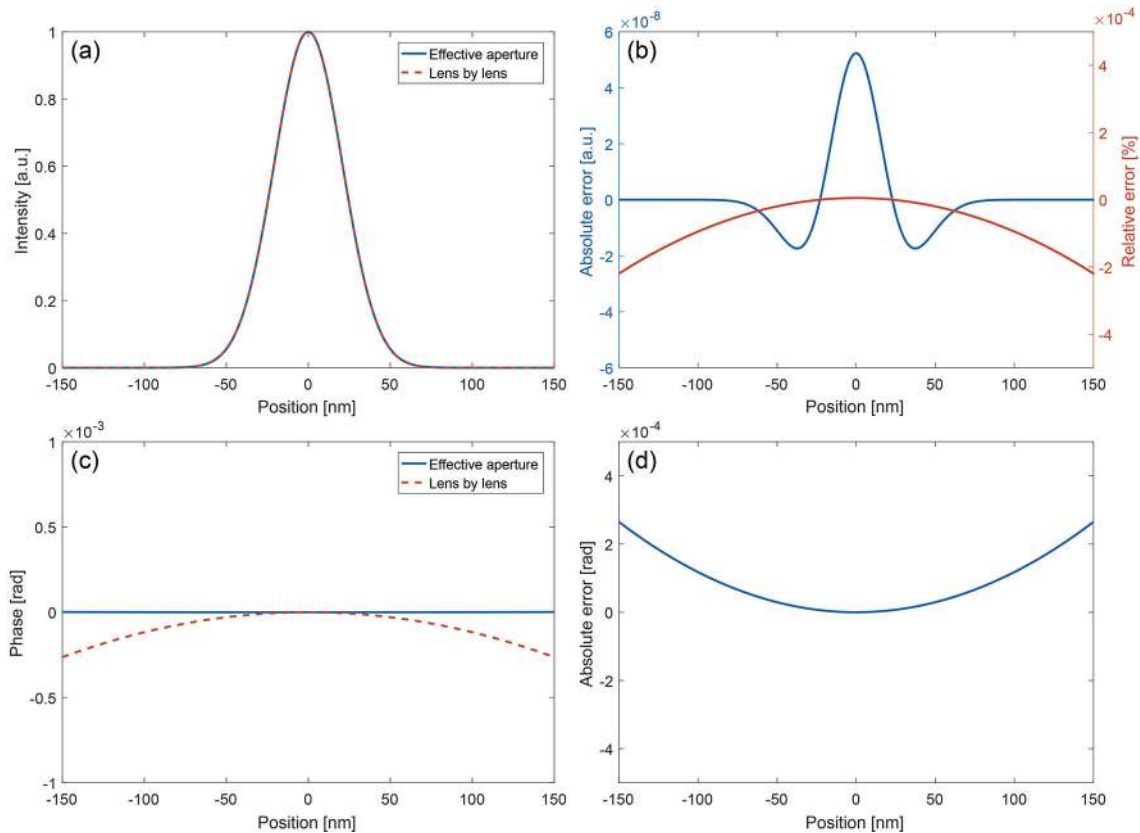 (a)
Effective aperture
Lens by lens
Intensity [a.u.]
1
0.8
0.6
0.4
0.2
0
-150 -100 -50 0 50 100 150
Position [nm]
(b)
×10⁻⁸
×10⁻⁴
Absolute error [a.u.]
6
4
2
0
-2
-4
-6
Relative error [%]
4
2
0
-2
-4
-150 -100 -50 0 50 100 150
Position [nm]
(c)
×10⁻³
Effective aperture
Lens by lens
Phase [rad]
1
0.5
0
-0.5
-1
-150 -100 -50 0 50 100 150
Position [nm]
(d)
×10⁻⁴
Absolute error [rad]
4
2
0
-2
-4
-150 -100 -50 0 50 100 150
Position [nm]